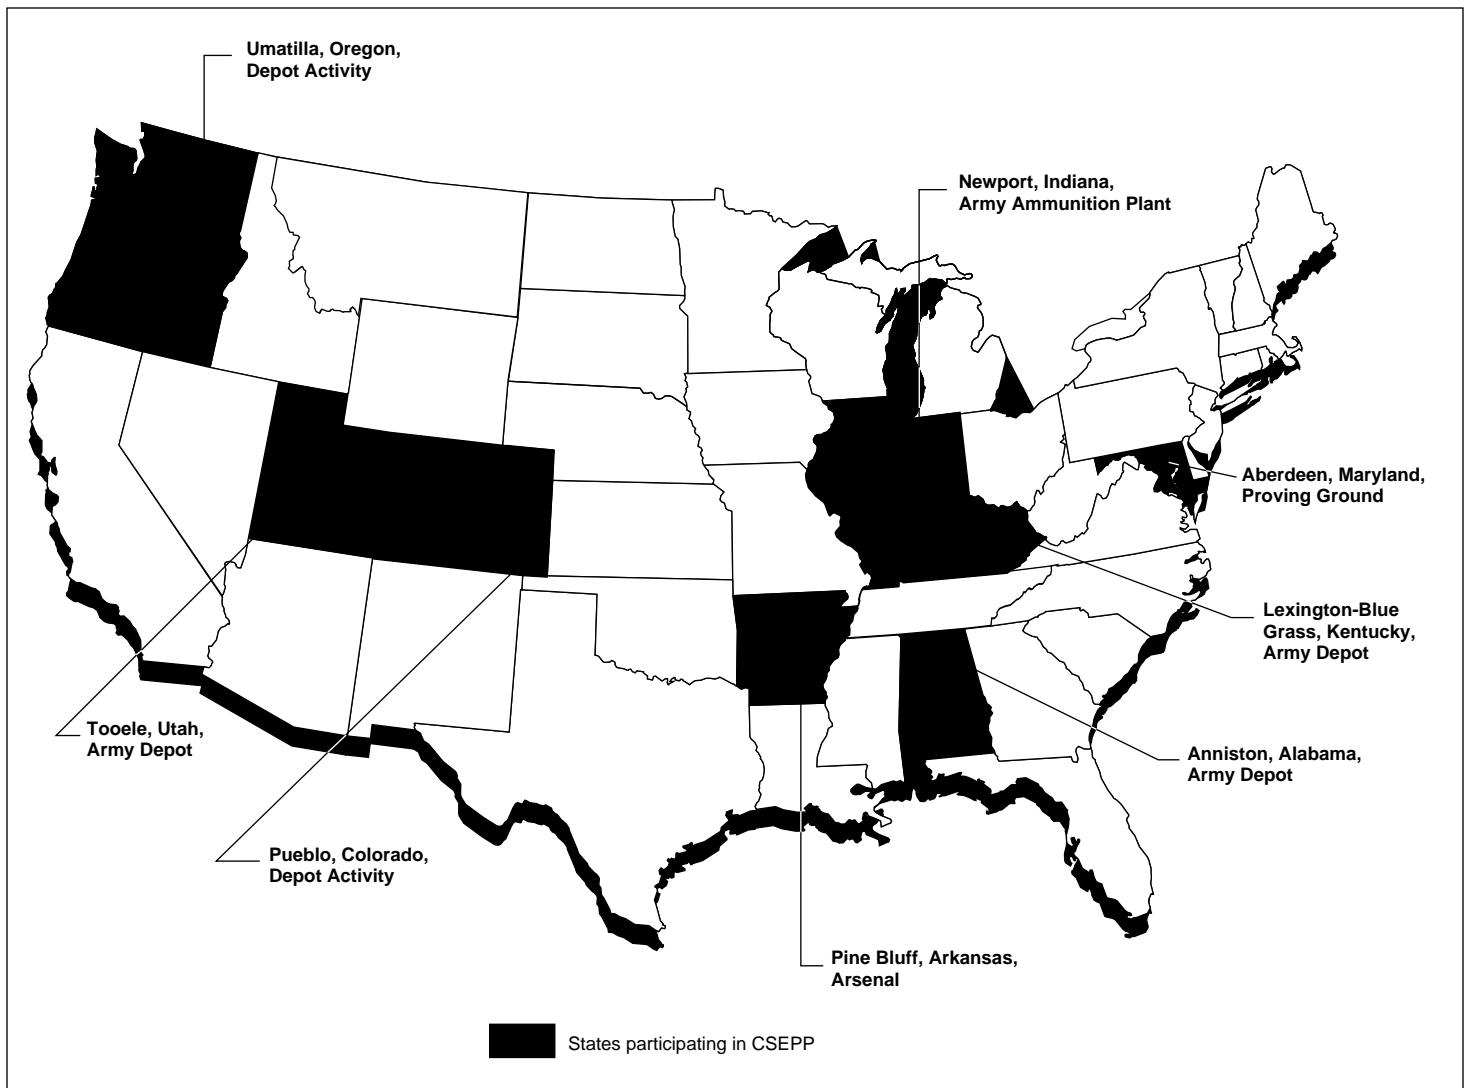 Umatilla, Oregon,
Depot Activity
Newport, Indiana,
Army Ammunition Plant
Aberdeen, Maryland,
Proving Ground
Lexington-Blue
Grass, Kentucky,
Army Depot
Tooele, Utah,
Army Depot
Anniston, Alabama,
Army Depot
Pueblo, Colorado,
Depot Activity
Pine Bluff, Arkansas,
Arsenal
States participating in CSEPP